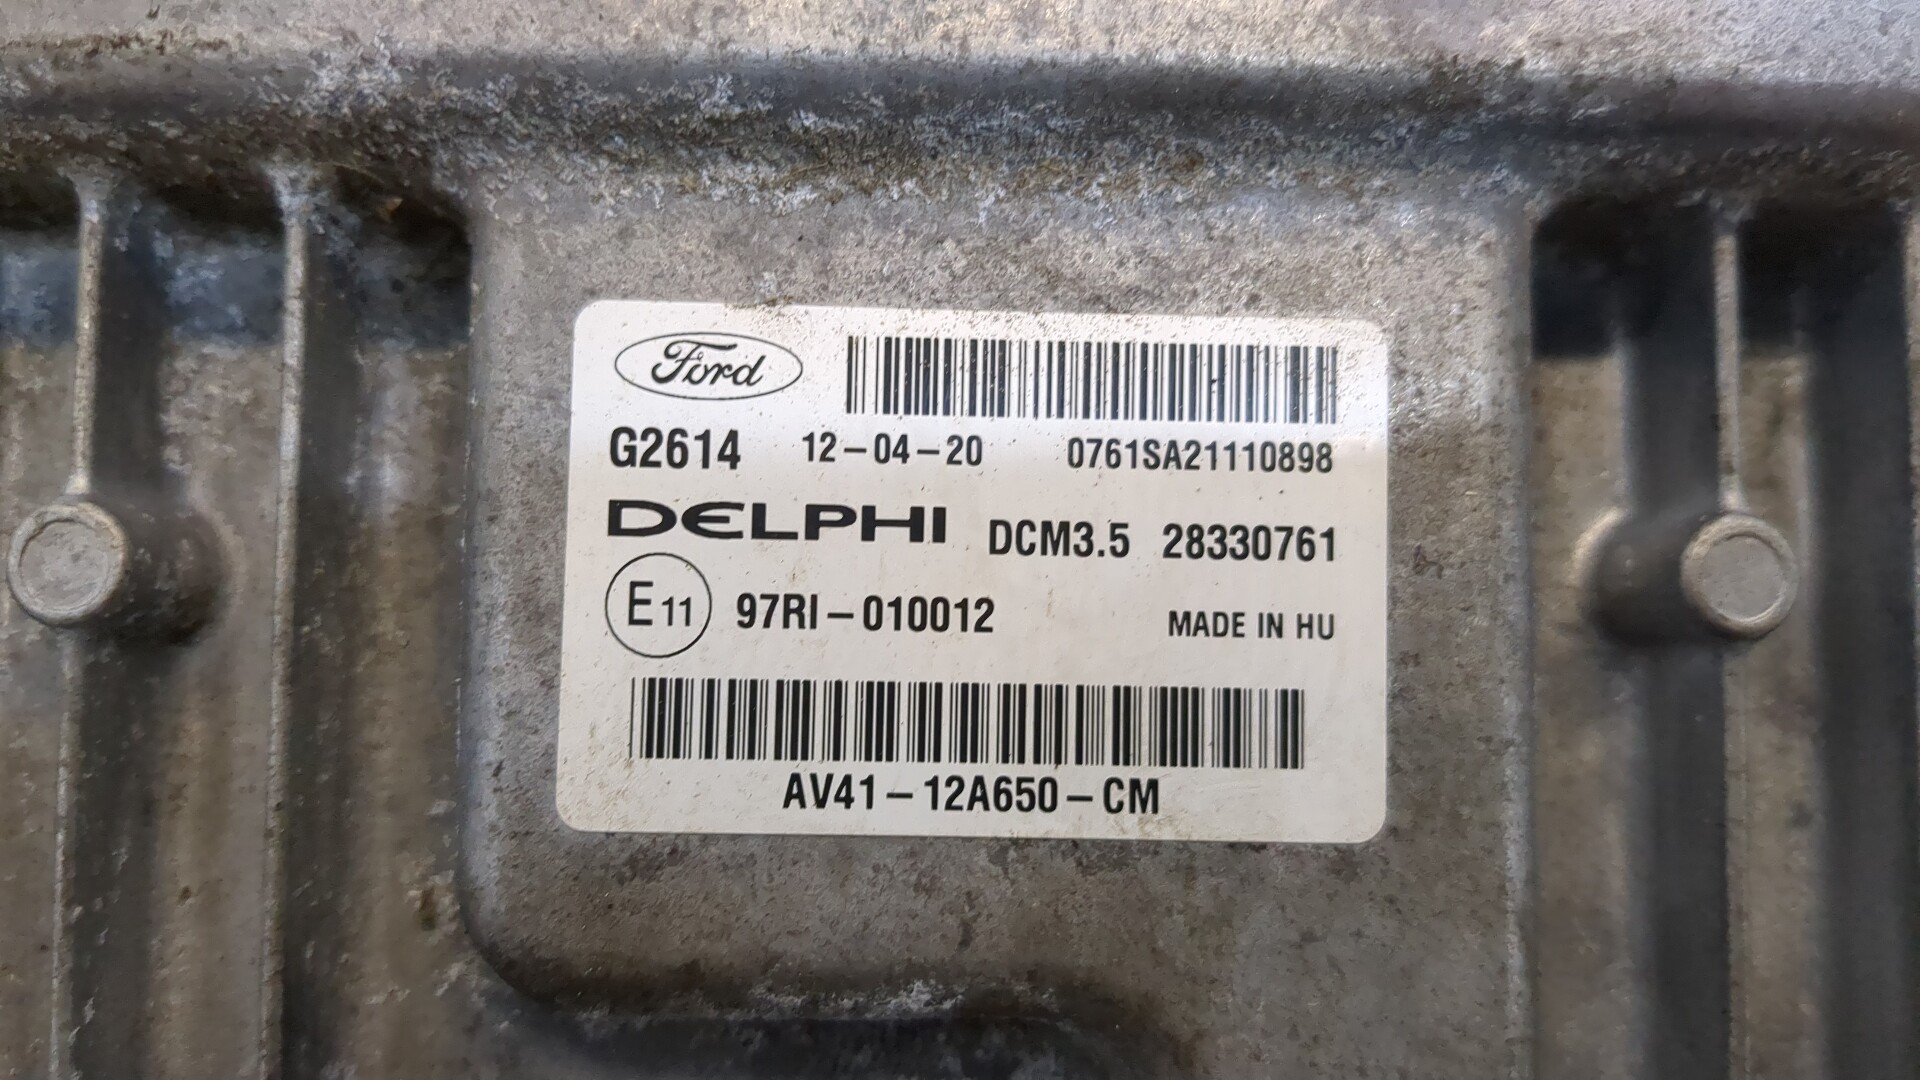 Ford
G2614 12-04-20 0761SA21110898
DELPHI DCM3.5 28330761
E11 97RI-010012 MADE IN HU
AV41-12A650-CM